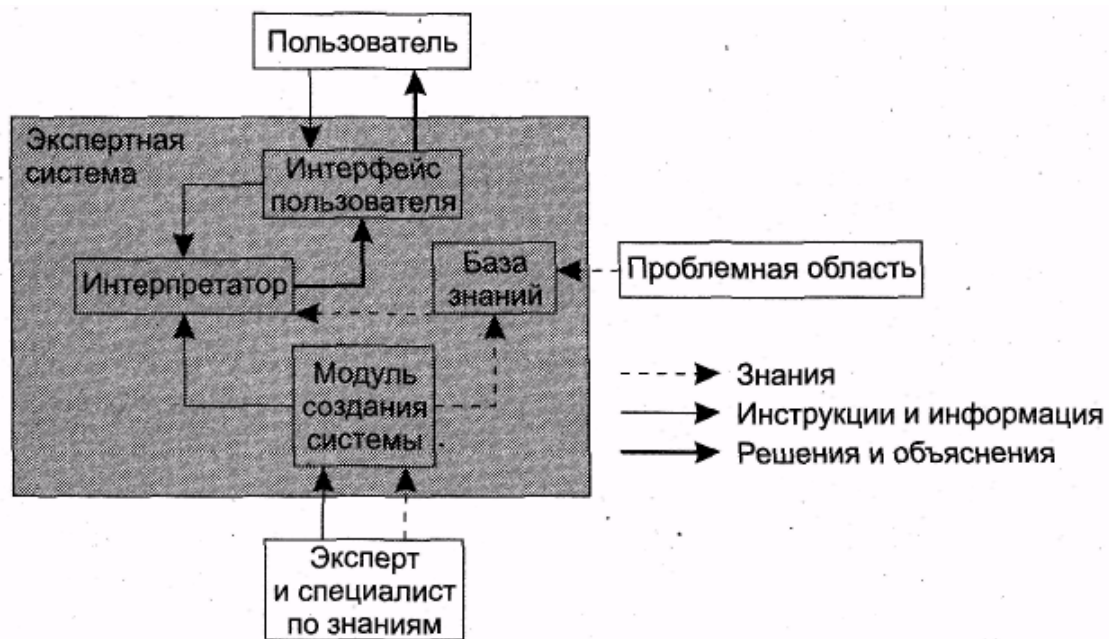 Пользователь
Экспертная
система
Интерфейс
пользователя
Интерпретатор
База
знаний
Проблемная область
Модуль
создания
системы
Знания
Инструкции и информация
Решения и объяснения
Эксперт
и специалист
по знаниям